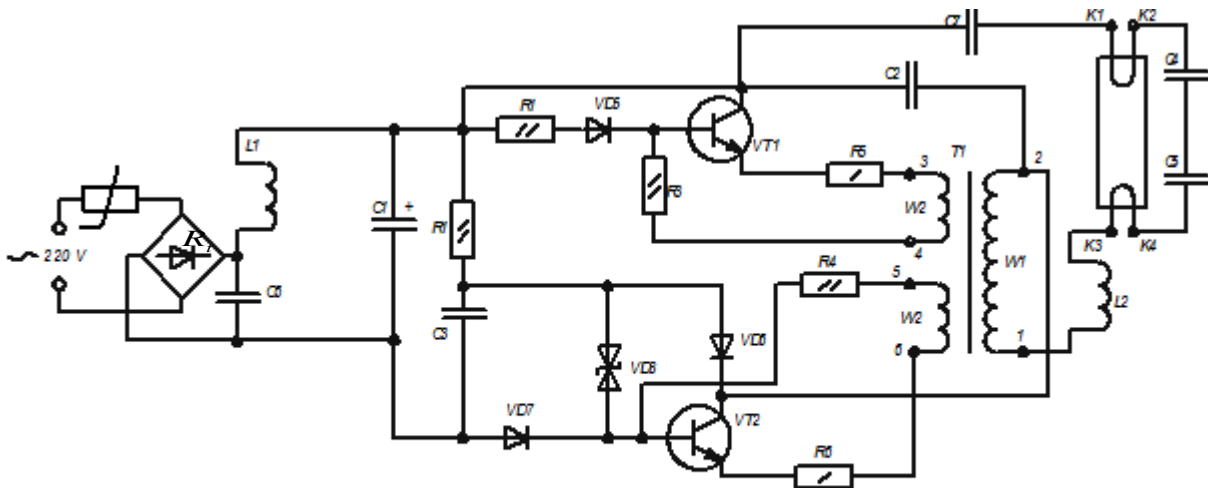 C7
K1
K2
C2
C4
R1
VD5
VT1
L1
R5
3
T1
2
C1
+
R1
R3
W2
C5
R7
4
K3
K4
~ 220 V
C6
R4
5
W1
L2
C3
W2
VD6
6
1
VD8
VD7
VT2
R6